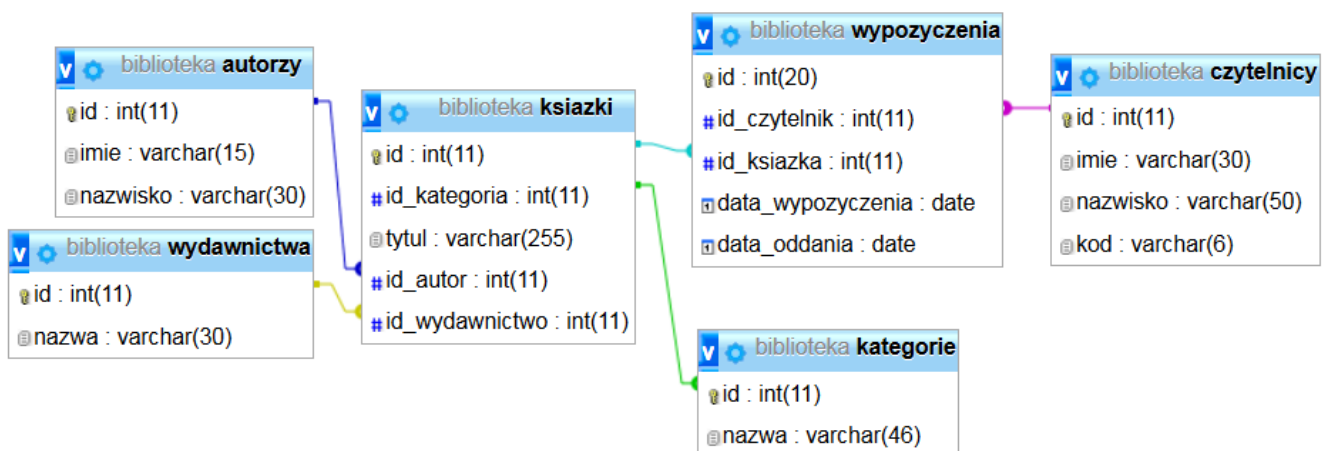 biblioteka autorzy
id : int(11)
imie : varchar(15)
nazwisko : varchar(30)
biblioteka wydawnictwa
id : int(11)
nazwa : varchar(30)
biblioteka ksiazki
id : int(11)
id_kategoria : int(11)
tytul : varchar(255)
id_autor : int(11)
id_wydawnictwo : int(11)
biblioteka wypozyczenia
id : int(20)
id_czytelnik : int(11)
id_ksiazka : int(11)
data_wypozyczenia : date
data_oddania : date
biblioteka kategorie
id : int(11)
nazwa : varchar(46)
biblioteka czytelnicy
id : int(11)
imie : varchar(30)
nazwisko : varchar(50)
kod : varchar(6)